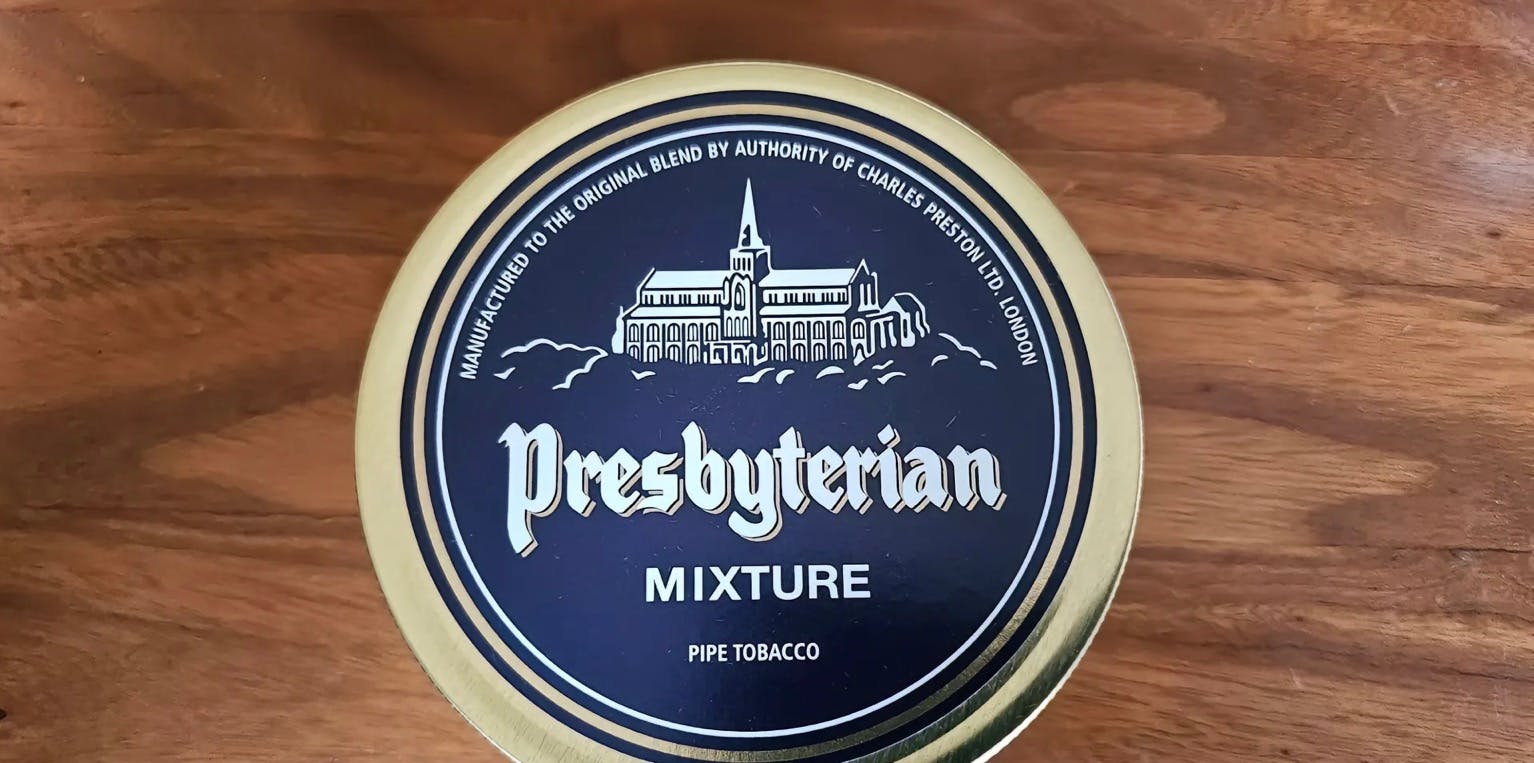 MANUFACTURED TO THE ORIGINAL BLEND BY AUTHORITY OF CHARLES PRESTON LTD. LONDON
Presbyterian
MIXTURE
PIPE TOBACCO